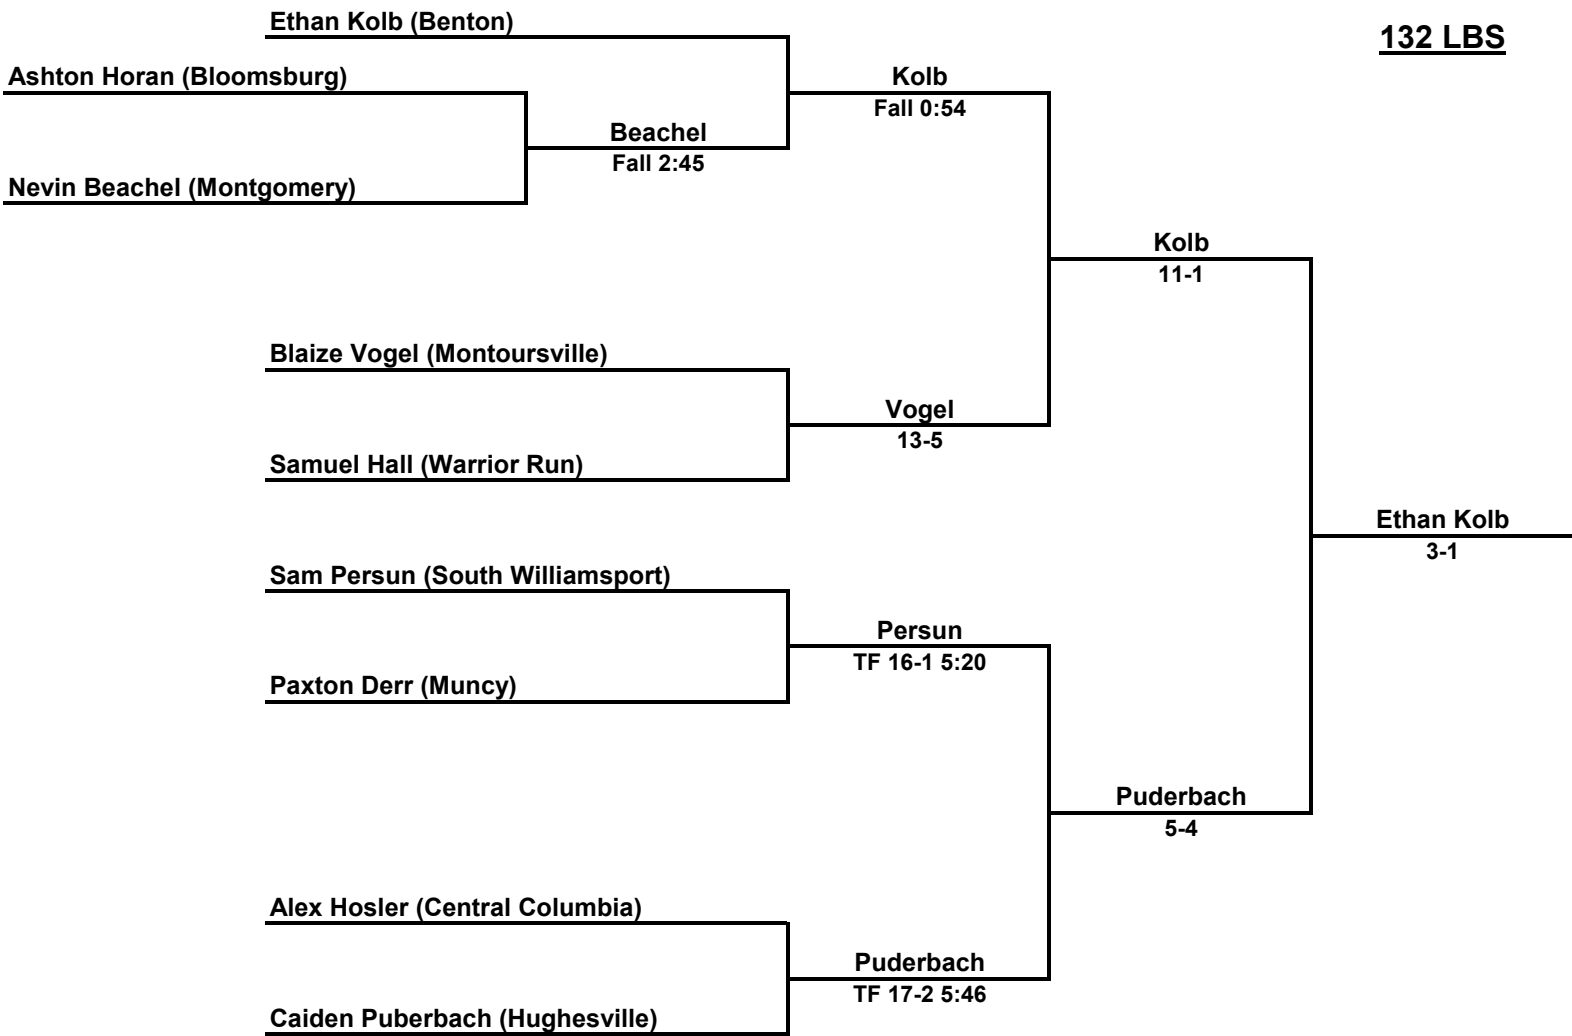 Ethan Kolb (Benton)
132 LBS
Ashton Horan (Bloomsburg)
Kolb
Fall 0:54
Beachel
Fall 2:45
Nevin Beachel (Montgomery)
Kolb
11-1
Blaize Vogel (Montoursville)
Vogel
13-5
Samuel Hall (Warrior Run)
Ethan Kolb
3-1
Sam Persun (South Williamsport)
Persun
TF 16-1 5:20
Paxton Derr (Muncy)
Puderbach
5-4
Alex Hosler (Central Columbia)
Puderbach
TF 17-2 5:46
Caiden Puberbach (Hughesville)